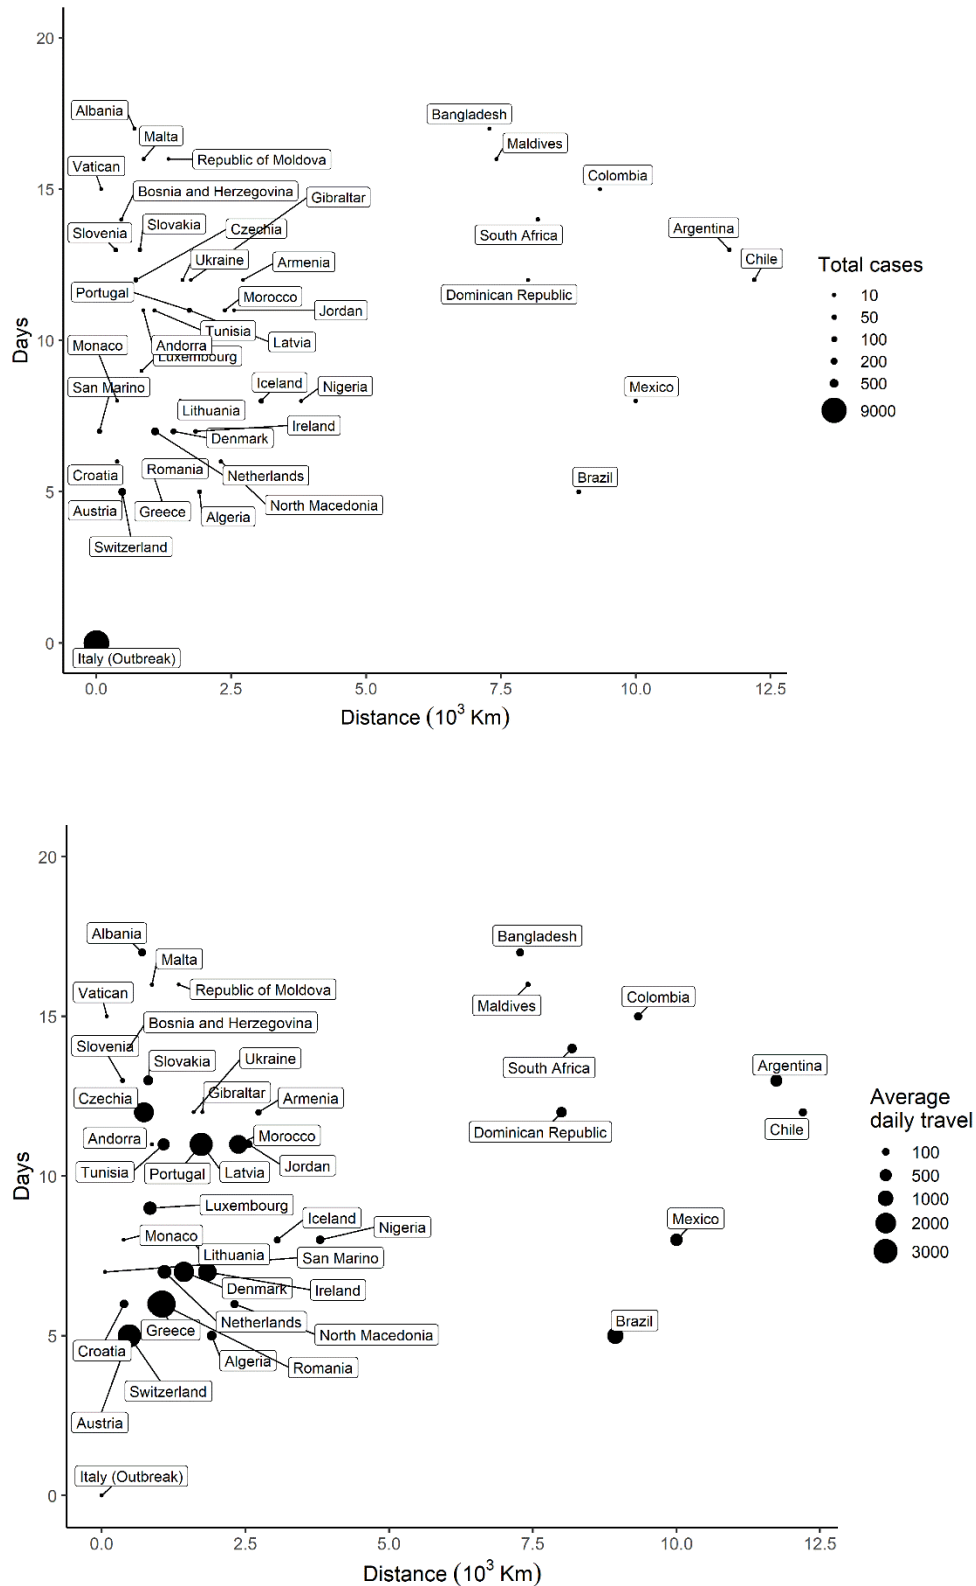 20
Albania
Bangladesh
Malta
Maldives
Republic of Moldova
Vatican
Colombia
15
Bosnia and Herzegovina
Gibraltar
Slovakia
Czechia
Slovenia
South Africa
Argentina
Ukraine
Armenia
Chile
Portugal
Morocco
Dominican Republic
Jordan
Tunisia
10
Monaco
Andorra
Latvia
Luxembourg
San Marino
Iceland
Nigeria
Mexico
Lithuania
Ireland
Denmark
Croatia
Romania
Netherlands
Brazil
North Macedonia
5
Austria
Greece
Algeria
Switzerland
0
Italy (Outbreak)
Days
0.0 2.5 5.0 7.5 10.0 12.5
Distance (10³ Km)
Total cases
10
50
100
200
500
9000
20
Albania
Bangladesh
Malta
Vatican
Republic of Moldova
Maldives
Colombia
15
Bosnia and Herzegovina
Slovenia
Slovakia
Ukraine
South Africa
Argentina
Czechia
Gibraltar
Armenia
Andorra
Morocco
Dominican Republic
Chile
Tunisia
Portugal
Latvia
Jordan
10
Luxembourg
Iceland
Nigeria
Mexico
Monaco
Lithuania
San Marino
Denmark
Ireland
Netherlands
Brazil
Greece
North Macedonia
5
Croatia
Algeria
Romania
Switzerland
Austria
Italy (Outbreak)
0
Days
0.0 2.5 5.0 7.5 10.0 12.5
Distance (10³ Km)
Average
daily travel
100
500
1000
2000
3000